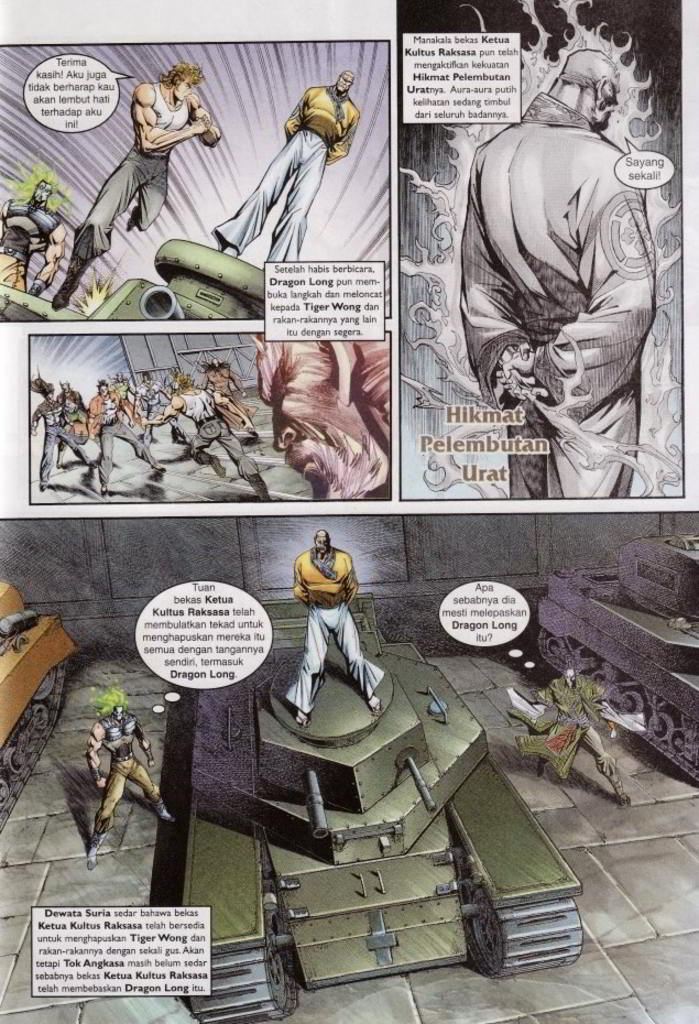 Terima
kasih! Aku juga
tidak berharap kau
akan lembut hati
terhadap aku
ini!
Setelah habis berbicara,
Dragon Long pun mem-
buka langkah dan meloncat
kepada Tiger Wong dan
rakan-rakannya yang lain
itu dengan segera.
Manakala bekas Ketua
Kultus Raksasa pun telah
mengaktifkan kekuatan
Hikmat Pelembutan
Uratnya. Aura-aura putih
kelihatan sedang timbul
dari seluruh badannya.
Sayang
sekali!
Hikmat
Pelembutan
Urat
Tuan
bekas Ketua
Kultus Raksasa telah
membulatkan tekad untuk
menghapuskan mereka itu
semua dengan tangannya
sendiri, termasuk
Dragon Long.
Apa
sebabnya dia
mesti melepaskan
Dragon Long
itu?
Dewata Suria sedar bahawa bekas
Ketua Kultus Raksasa telah bersedia
untuk menghapuskan Tiger Wong dan
rakan-rakannya dengan sekali gus. Akan
tetapi Tok Angkasa masih belum sedar
sebabnya bekas Ketua Kultus Raksasa
telah membebaskan Dragon Long itu.